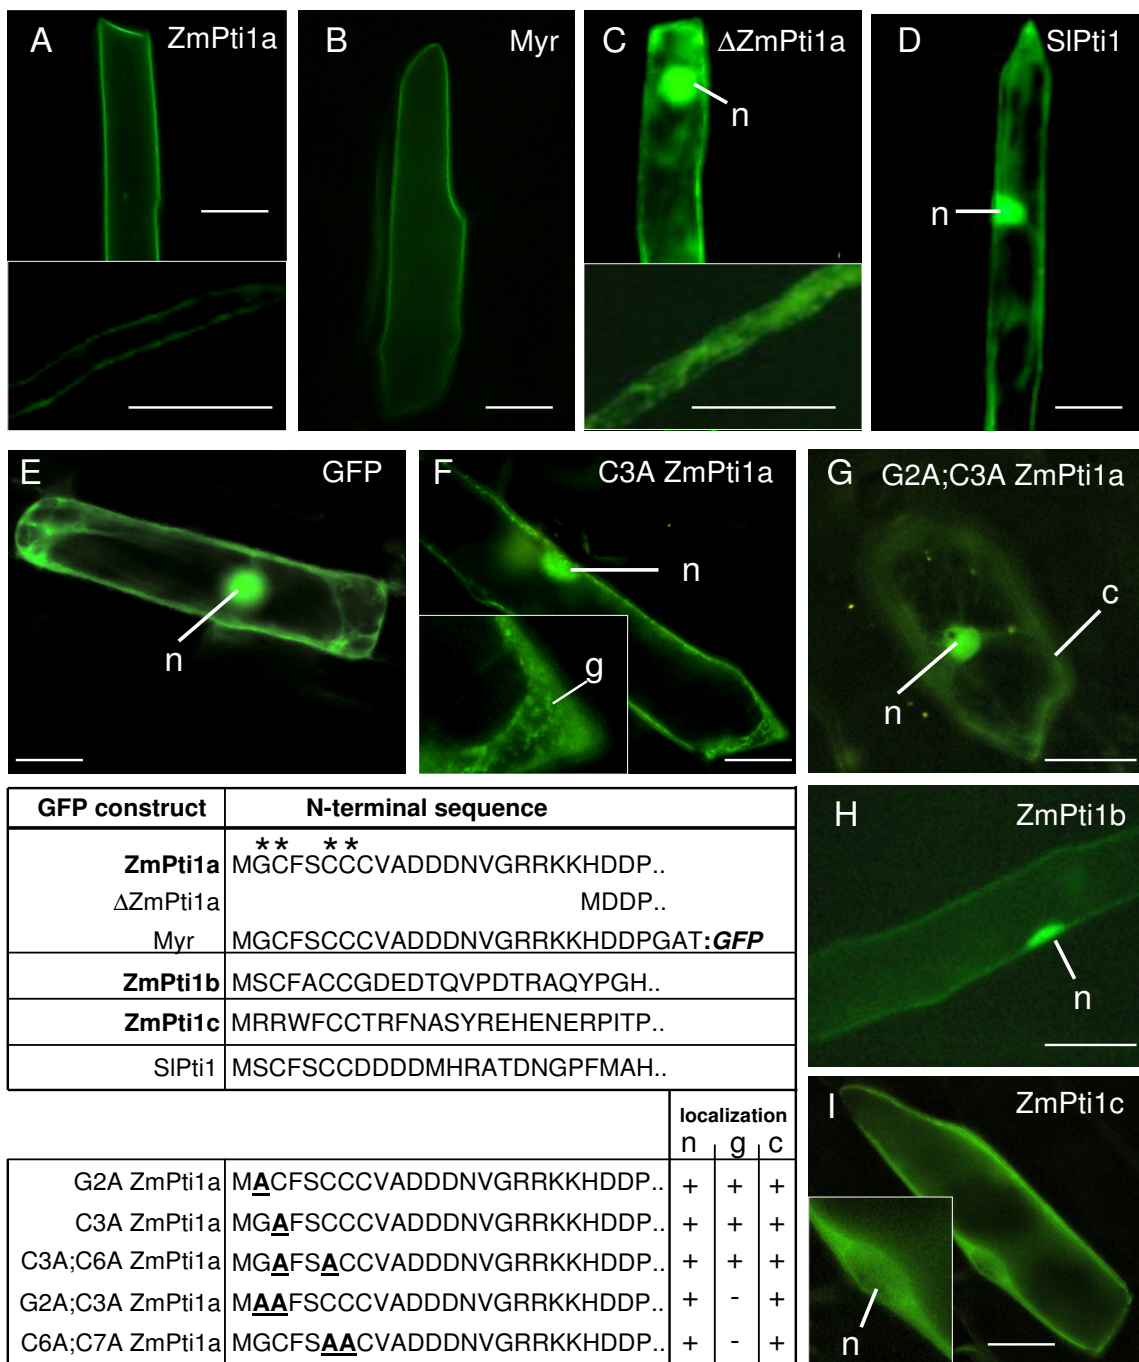 A ZmPti1a
B Myr
C ΔZmPti1a
n
D SlPti1
n
E GFP
n
F C3A ZmPti1a
n
g
G G2A;C3A ZmPti1a
c
n
GFP construct N-terminal sequence
** **
ZmPti1a MGCFSCCCVADDDNVGRRKKHDDP..
ΔZmPti1a MDDP..
Myr MGCFSCCCVADDDNVGRRKKHDDPGAT:GFP
ZmPti1b MSCFACCGDEDTQVPDTRAQYPGH..
ZmPti1c MRRWFCCTRFNASYREHENERPITP..
SlPti1 MSCFSCCDDDDMHRATDNGPFMAH..
localization
n g c
G2A ZmPti1a MACFSCCCVADDDNVGRRKKHDDP.. + + +
C3A ZmPti1a MGAFSCCCVADDDNVGRRKKHDDP.. + + +
C3A;C6A ZmPti1a MGAFSACCVADDDNVGRRKKHDDP.. + + +
G2A;C3A ZmPti1a MAAFSCCCVADDDNVGRRKKHDDP.. + - +
C6A;C7A ZmPti1a MGCFSAACVADDDNVGRRKKHDDP.. + - +
H ZmPti1b
n
I ZmPti1c
n